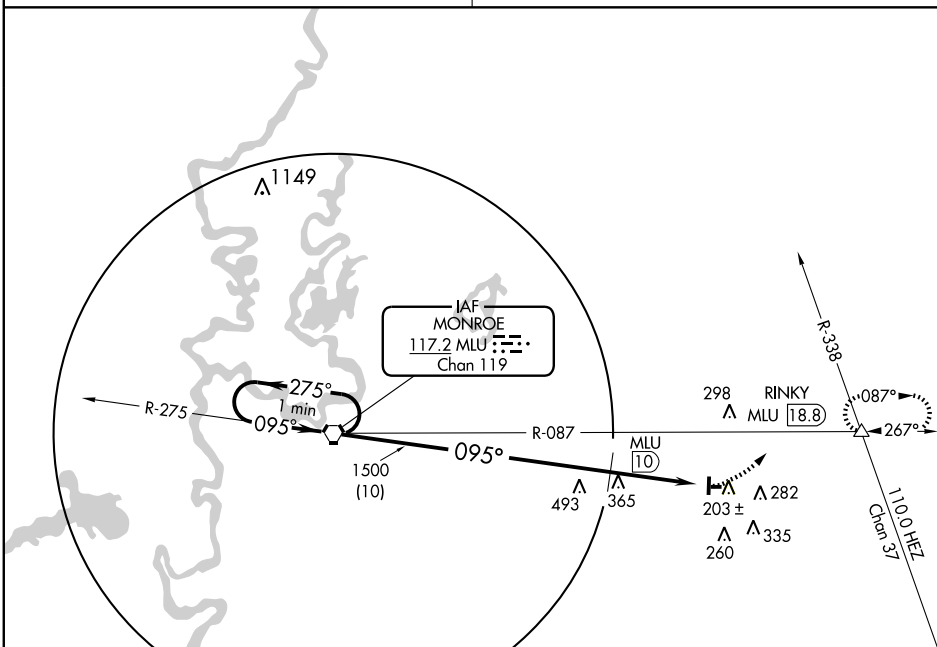 1149
IAF
MONROE
117.2 MLU
Chan 119
R-338
275°
1 min
095°
R-275
R-087
095°
1500
(10)
MLU
10
298
RINKY
MLU 18.8
087°
267°
493
365
203 ±
282
335
260
110.0 HEZ
Chan 37